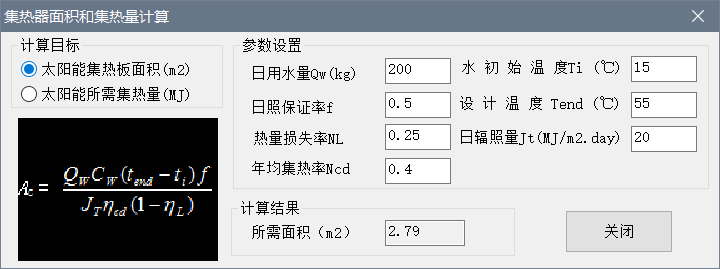 集热器面积和集热量计算
计算目标
太阳能集热板面积(m2)
太阳能所需集热量(MJ)
A_c = Q_W C_W (t_end − t_i) f / J_T η_cd (1 − η_L)
参数设置
日用水量Qw(kg) 200 水 初 始 温 度Ti (℃) 15
日照保证率f 0.5 设 计 温 度 Tend (℃) 55
热量损失率NL 0.25 日辐照量Jt(MJ/m2.day) 20
年均集热率Ncd 0.4
计算结果
所需面积（m2） 2.79
关闭